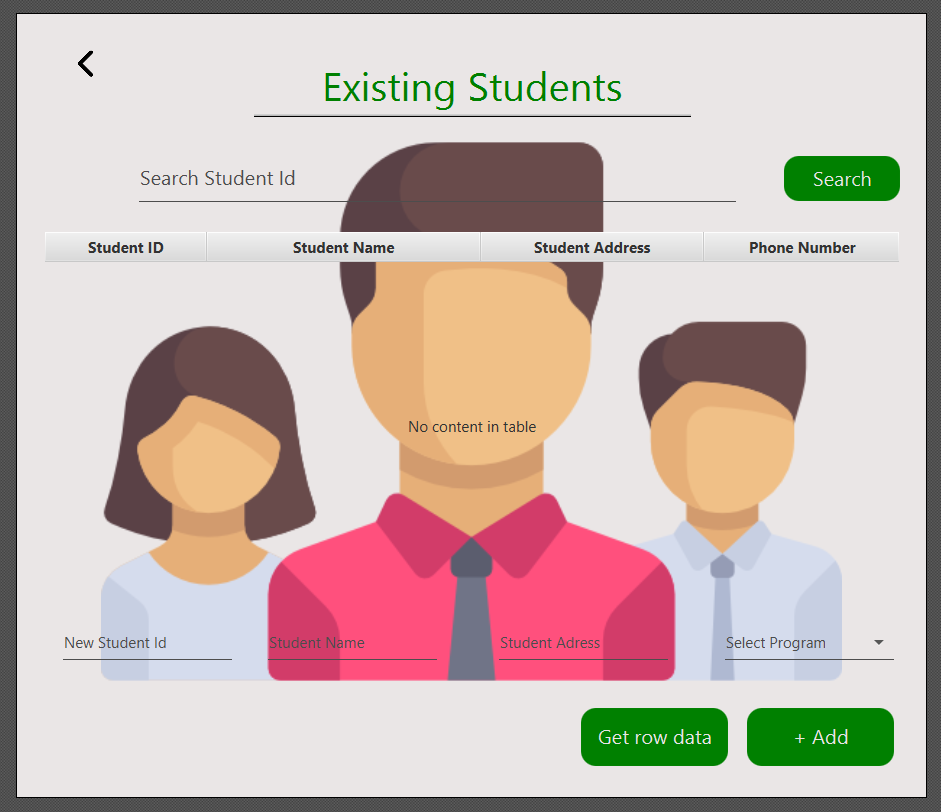 Existing Students
Search Student Id
Search
Student ID
Student Name
Student Address
Phone Number
No content in table
New Student Id
Student Name
Student Adress
Select Program
Get row data
+ Add